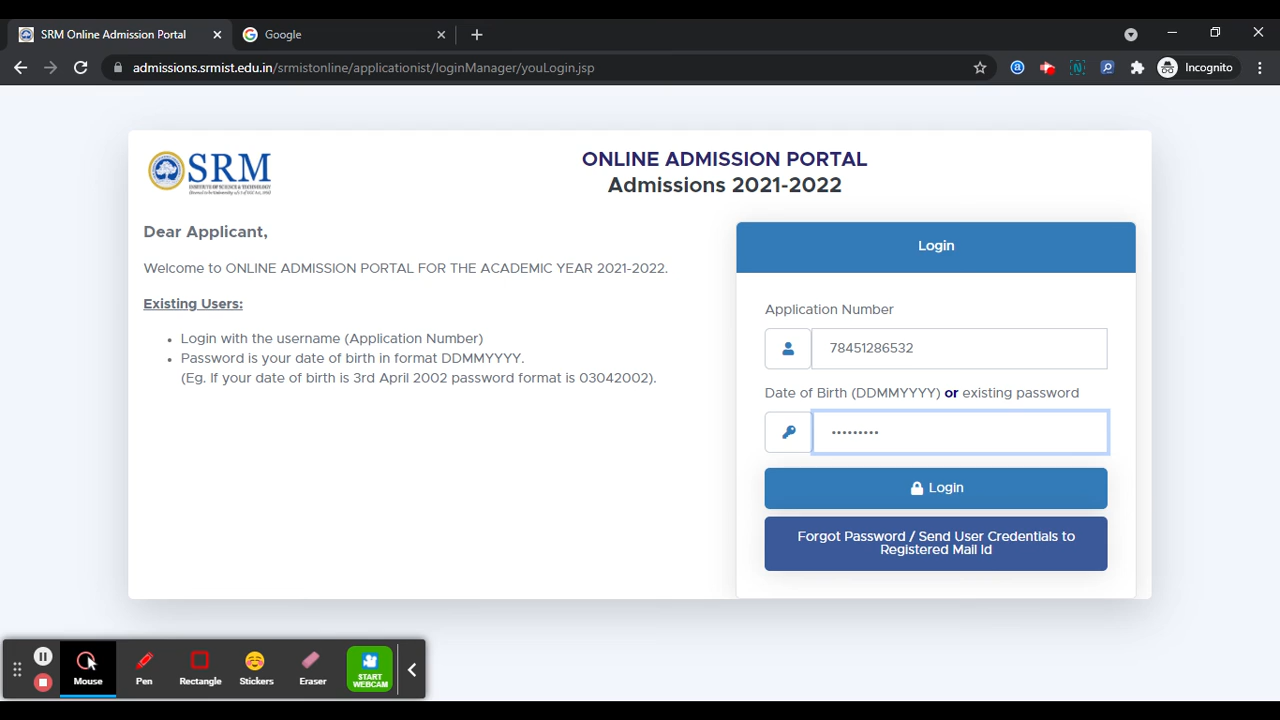 SRM Online Admission Portal
Google
admissions.srmist.edu.in/srmistonline/applicationist/loginManager/youLogin.jsp
Incognito
SRM
INSTITUTE OF SCIENCE & TECHNOLOGY
ONLINE ADMISSION PORTAL
Admissions 2021-2022
Dear Applicant,
Welcome to ONLINE ADMISSION PORTAL FOR THE ACADEMIC YEAR 2021-2022.
Existing Users:
• Login with the username (Application Number)
• Password is your date of birth in format DDMMYYYY.
(Eg. If your date of birth is 3rd April 2002 password format is 03042002).
Login
Application Number
78451286532
Date of Birth (DDMMYYYY) or existing password
•••••••••
Login
Forgot Password / Send User Credentials to
Registered Mail Id
Mouse
Pen
Rectangle
Stickers
Eraser
START
WEBCAM